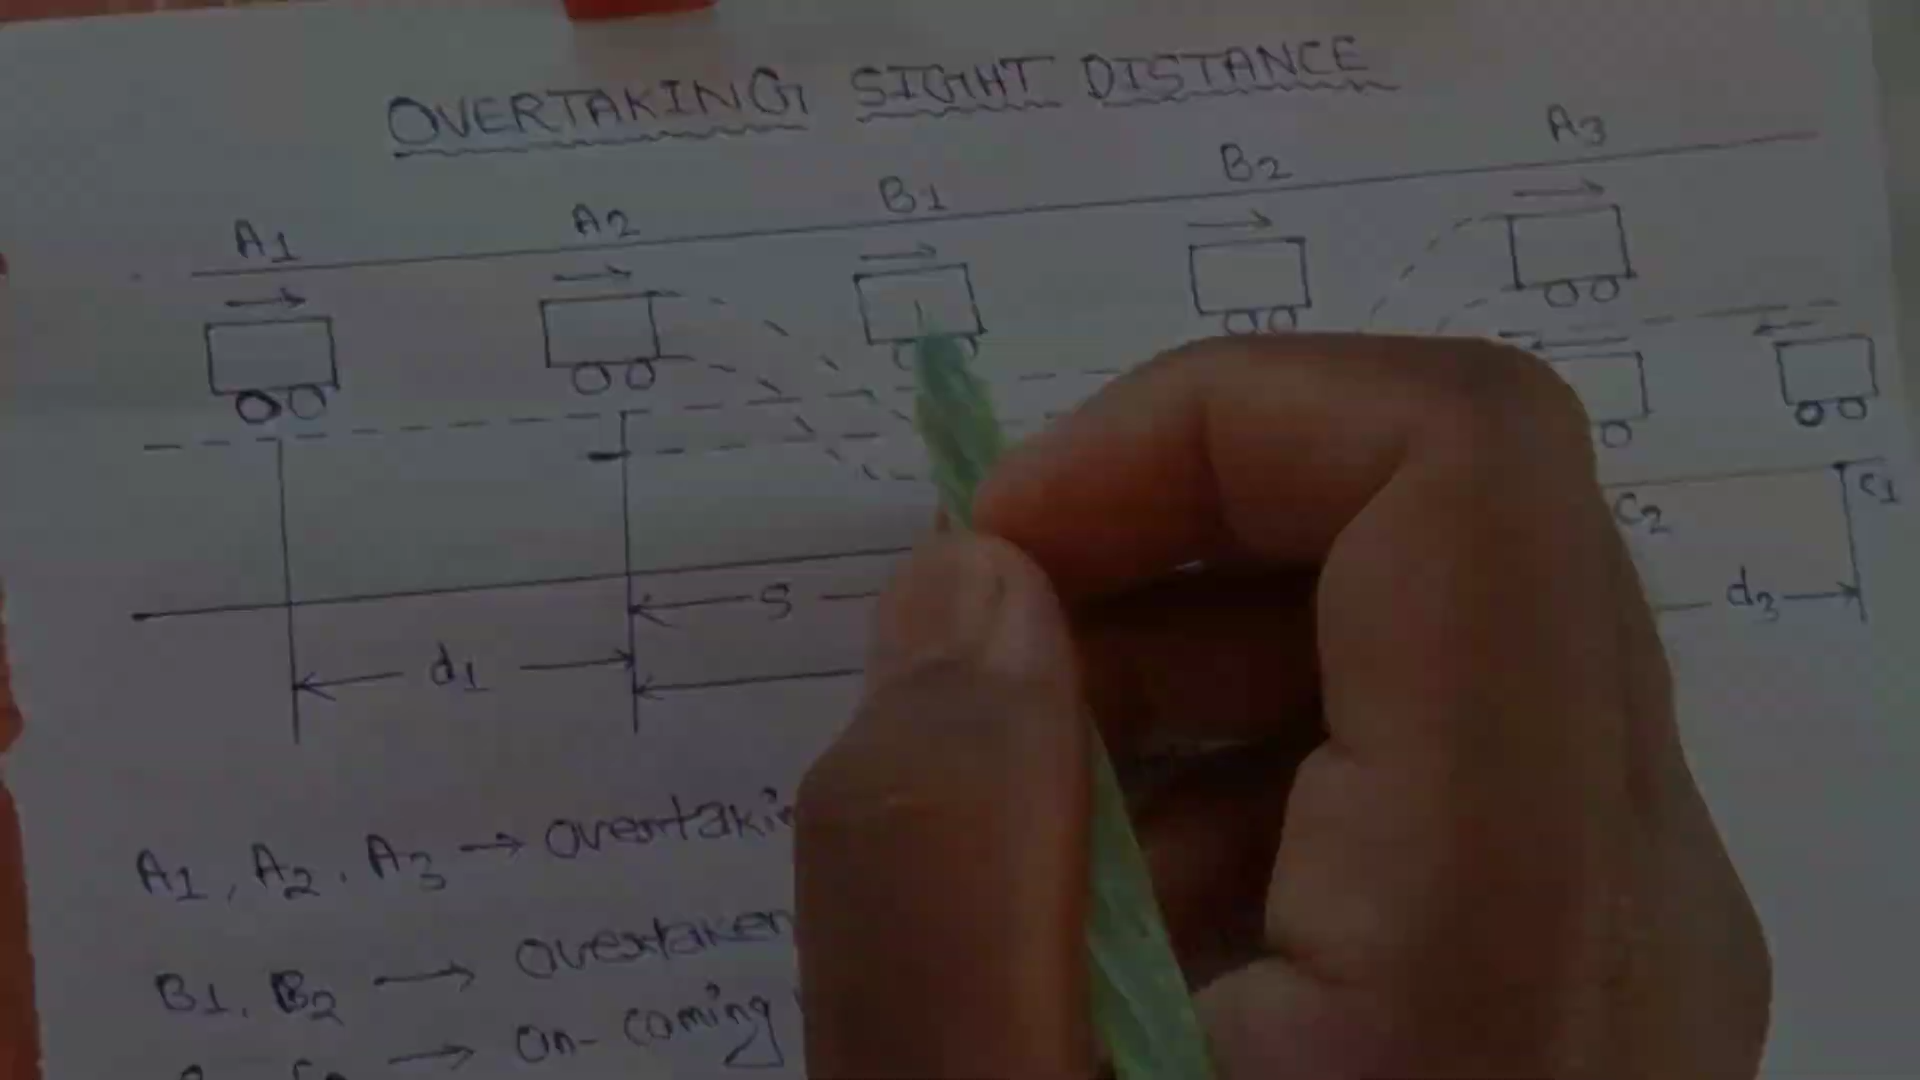 OVERTAKING SIGHT DISTANCE
A1 A2 B1 B2 A3
C2 C1
S d3
d1
A1, A2, A3 → overtakin
B1, B2 → overtaken
→ on-coming